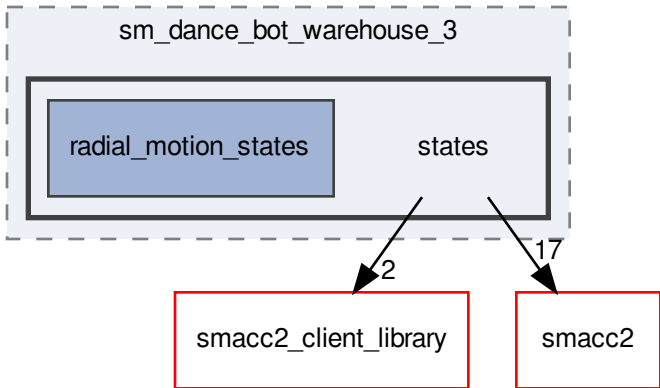 sm_dance_bot_warehouse_3
radial_motion_states
states
2
17
smacc2_client_library
smacc2